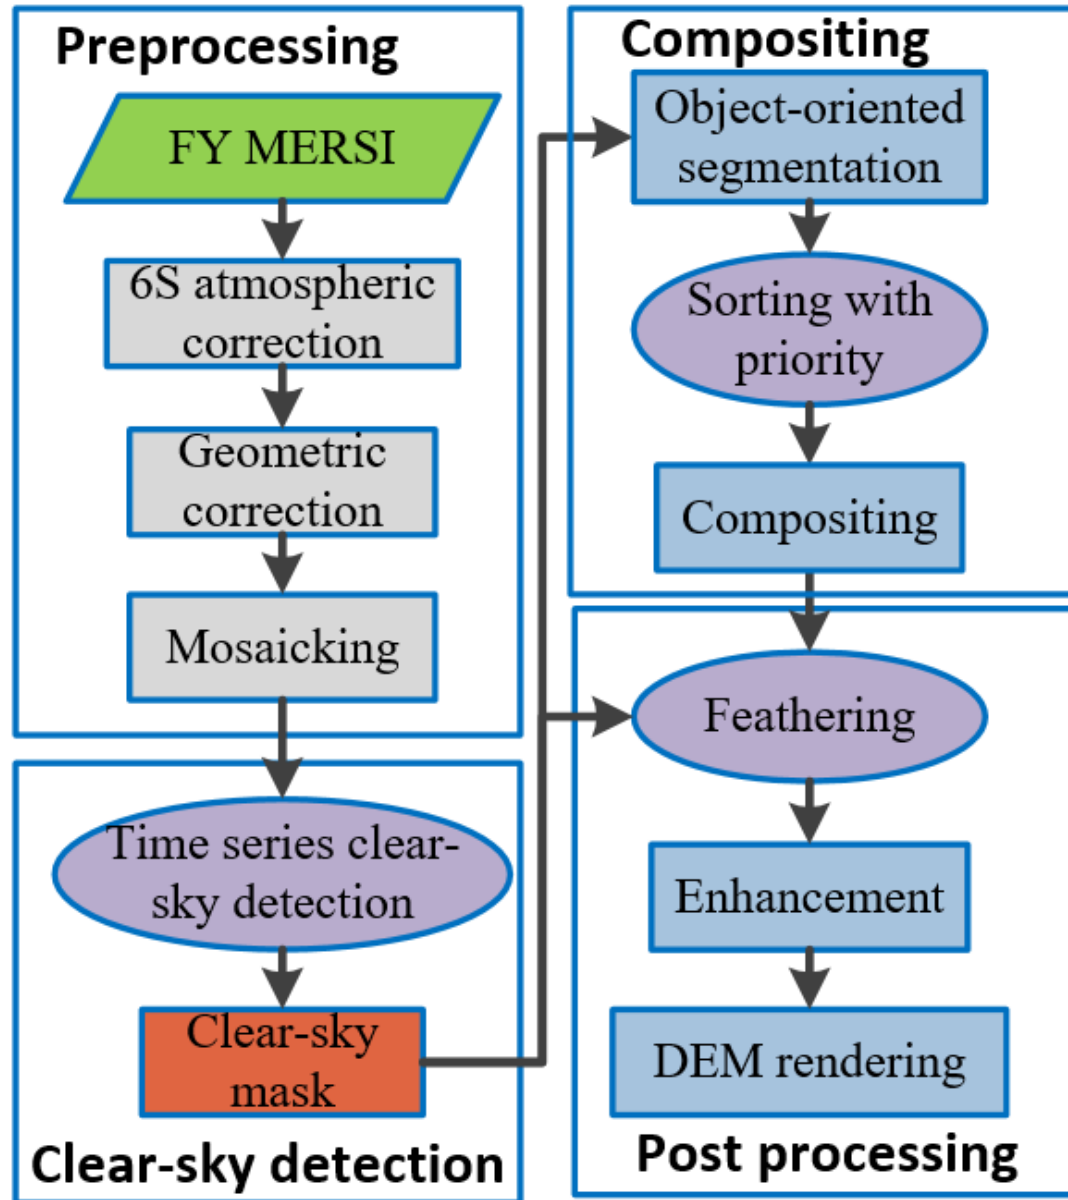 Preprocessing
FY MERSI
6S atmospheric
correction
Geometric
correction
Mosaicking
Time series clear-
sky detection
Clear-sky
mask
Clear-sky detection
Compositing
Object-oriented
segmentation
Sorting with
priority
Compositing
Feathering
Enhancement
DEM rendering
Post processing